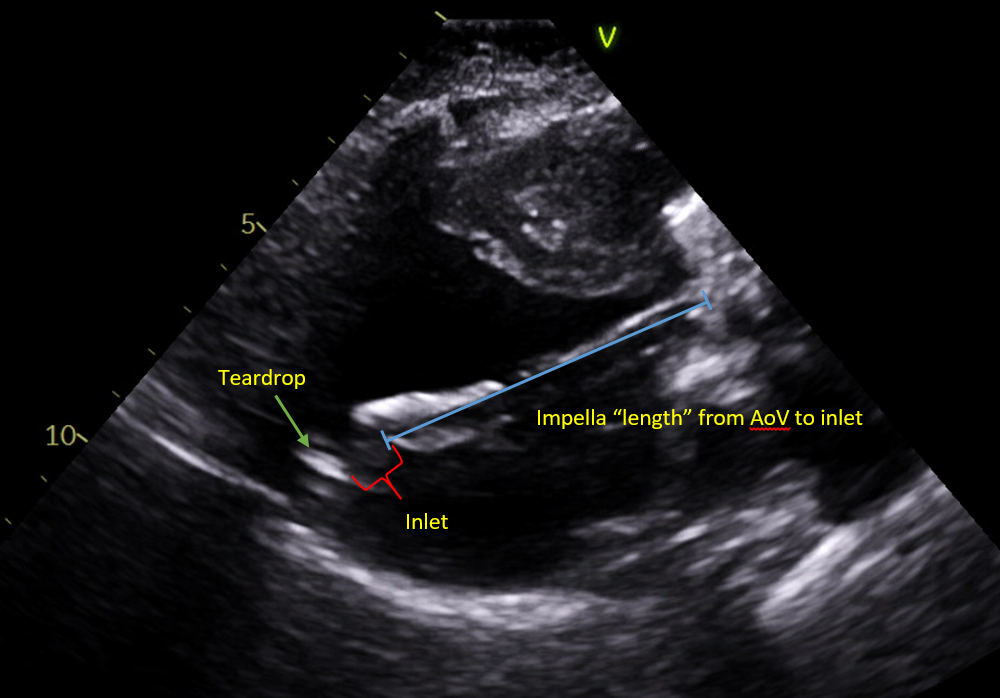 V
5
Teardrop
Impella “length” from AoV to inlet
10
Inlet